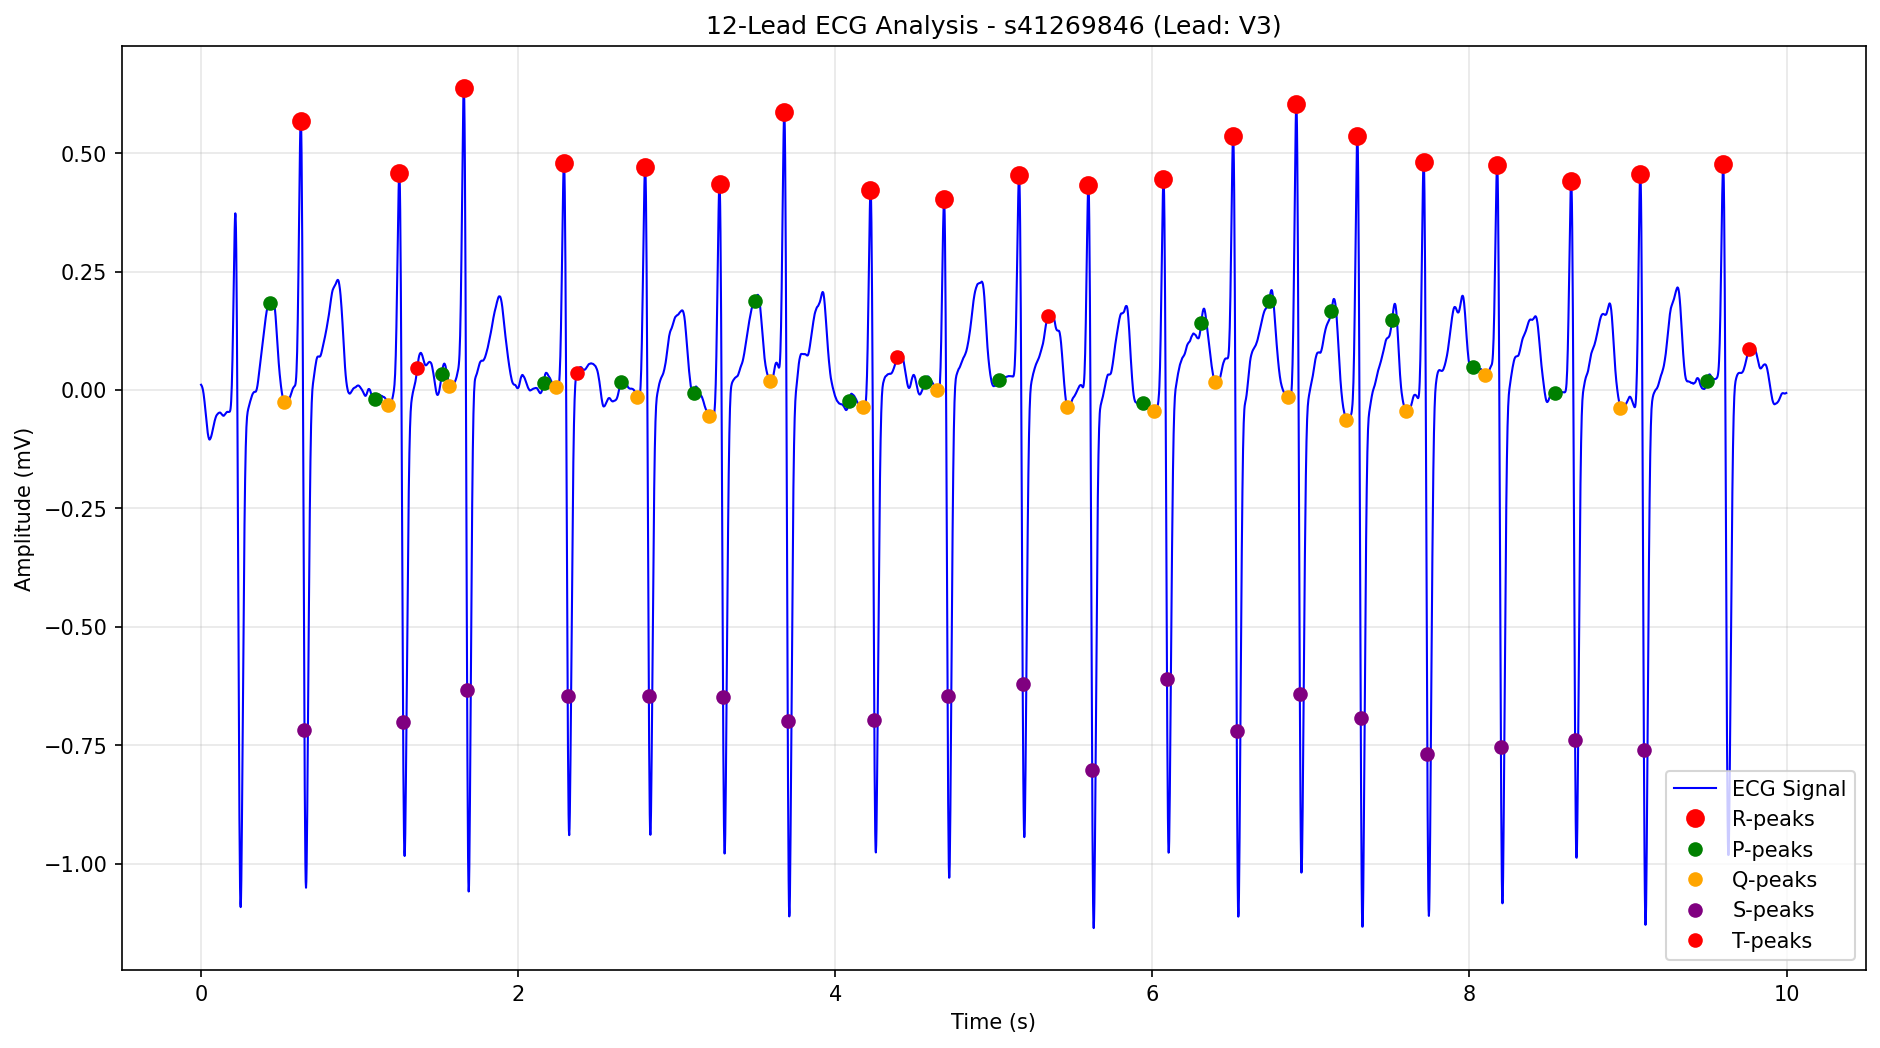 12-Lead ECG Analysis - s41269846 (Lead: V3)
Amplitude (mV)
0.50
0.25
0.00
−0.25
−0.50
−0.75
−1.00
0
2
4
6
8
10
Time (s)
ECG Signal
R-peaks
P-peaks
Q-peaks
S-peaks
T-peaks